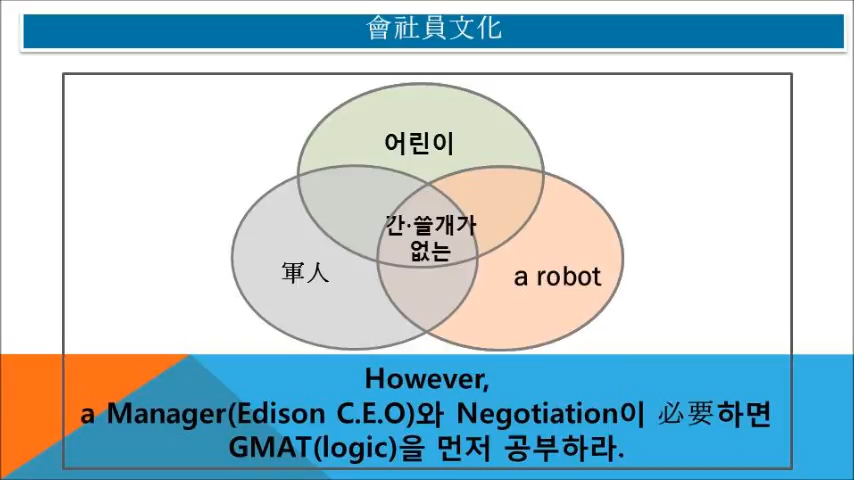 會社員文化
어린이
간·쓸개가
없는
軍人
a robot
However,
a Manager(Edison C.E.O)와 Negotiation이 必要하면
GMAT(logic)을 먼저 공부하라.